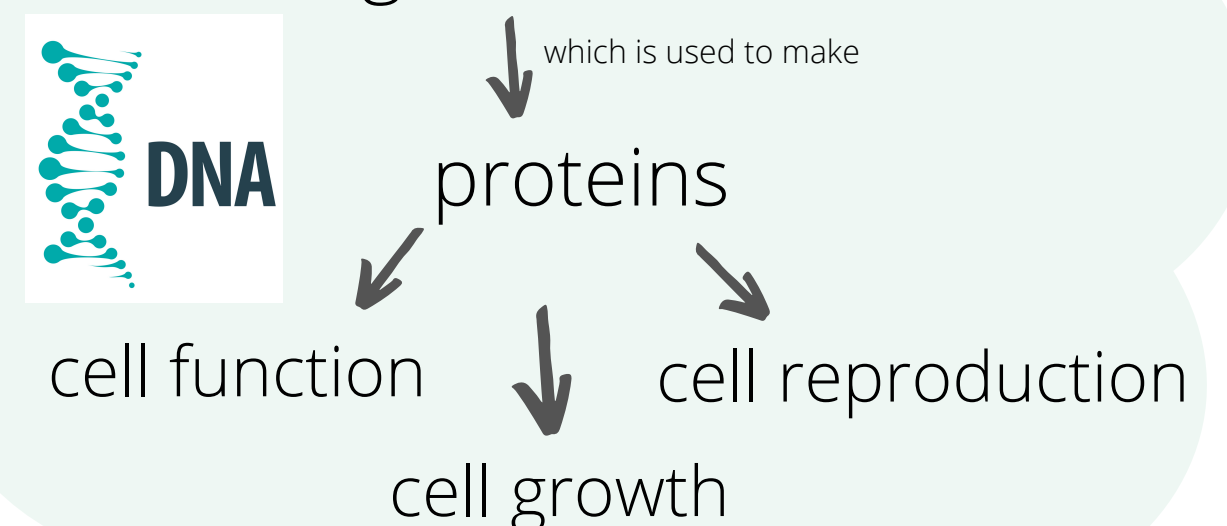 which is used to make
DNA
proteins
cell function
cell reproduction
cell growth